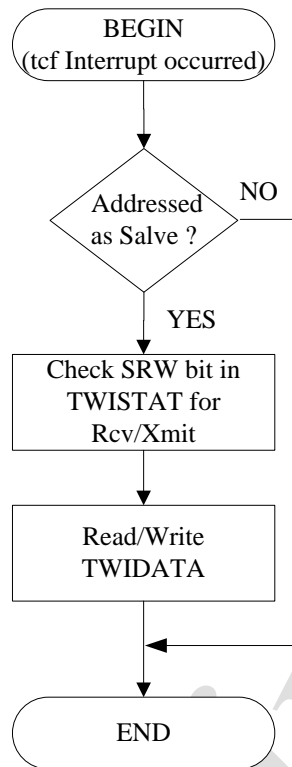 BEGIN
(tcf Interrupt occurred)
Addressed
as Salve ?
NO
YES
Check SRW bit in
TWISTAT for
Rcv/Xmit
Read/Write
TWIDATA
END